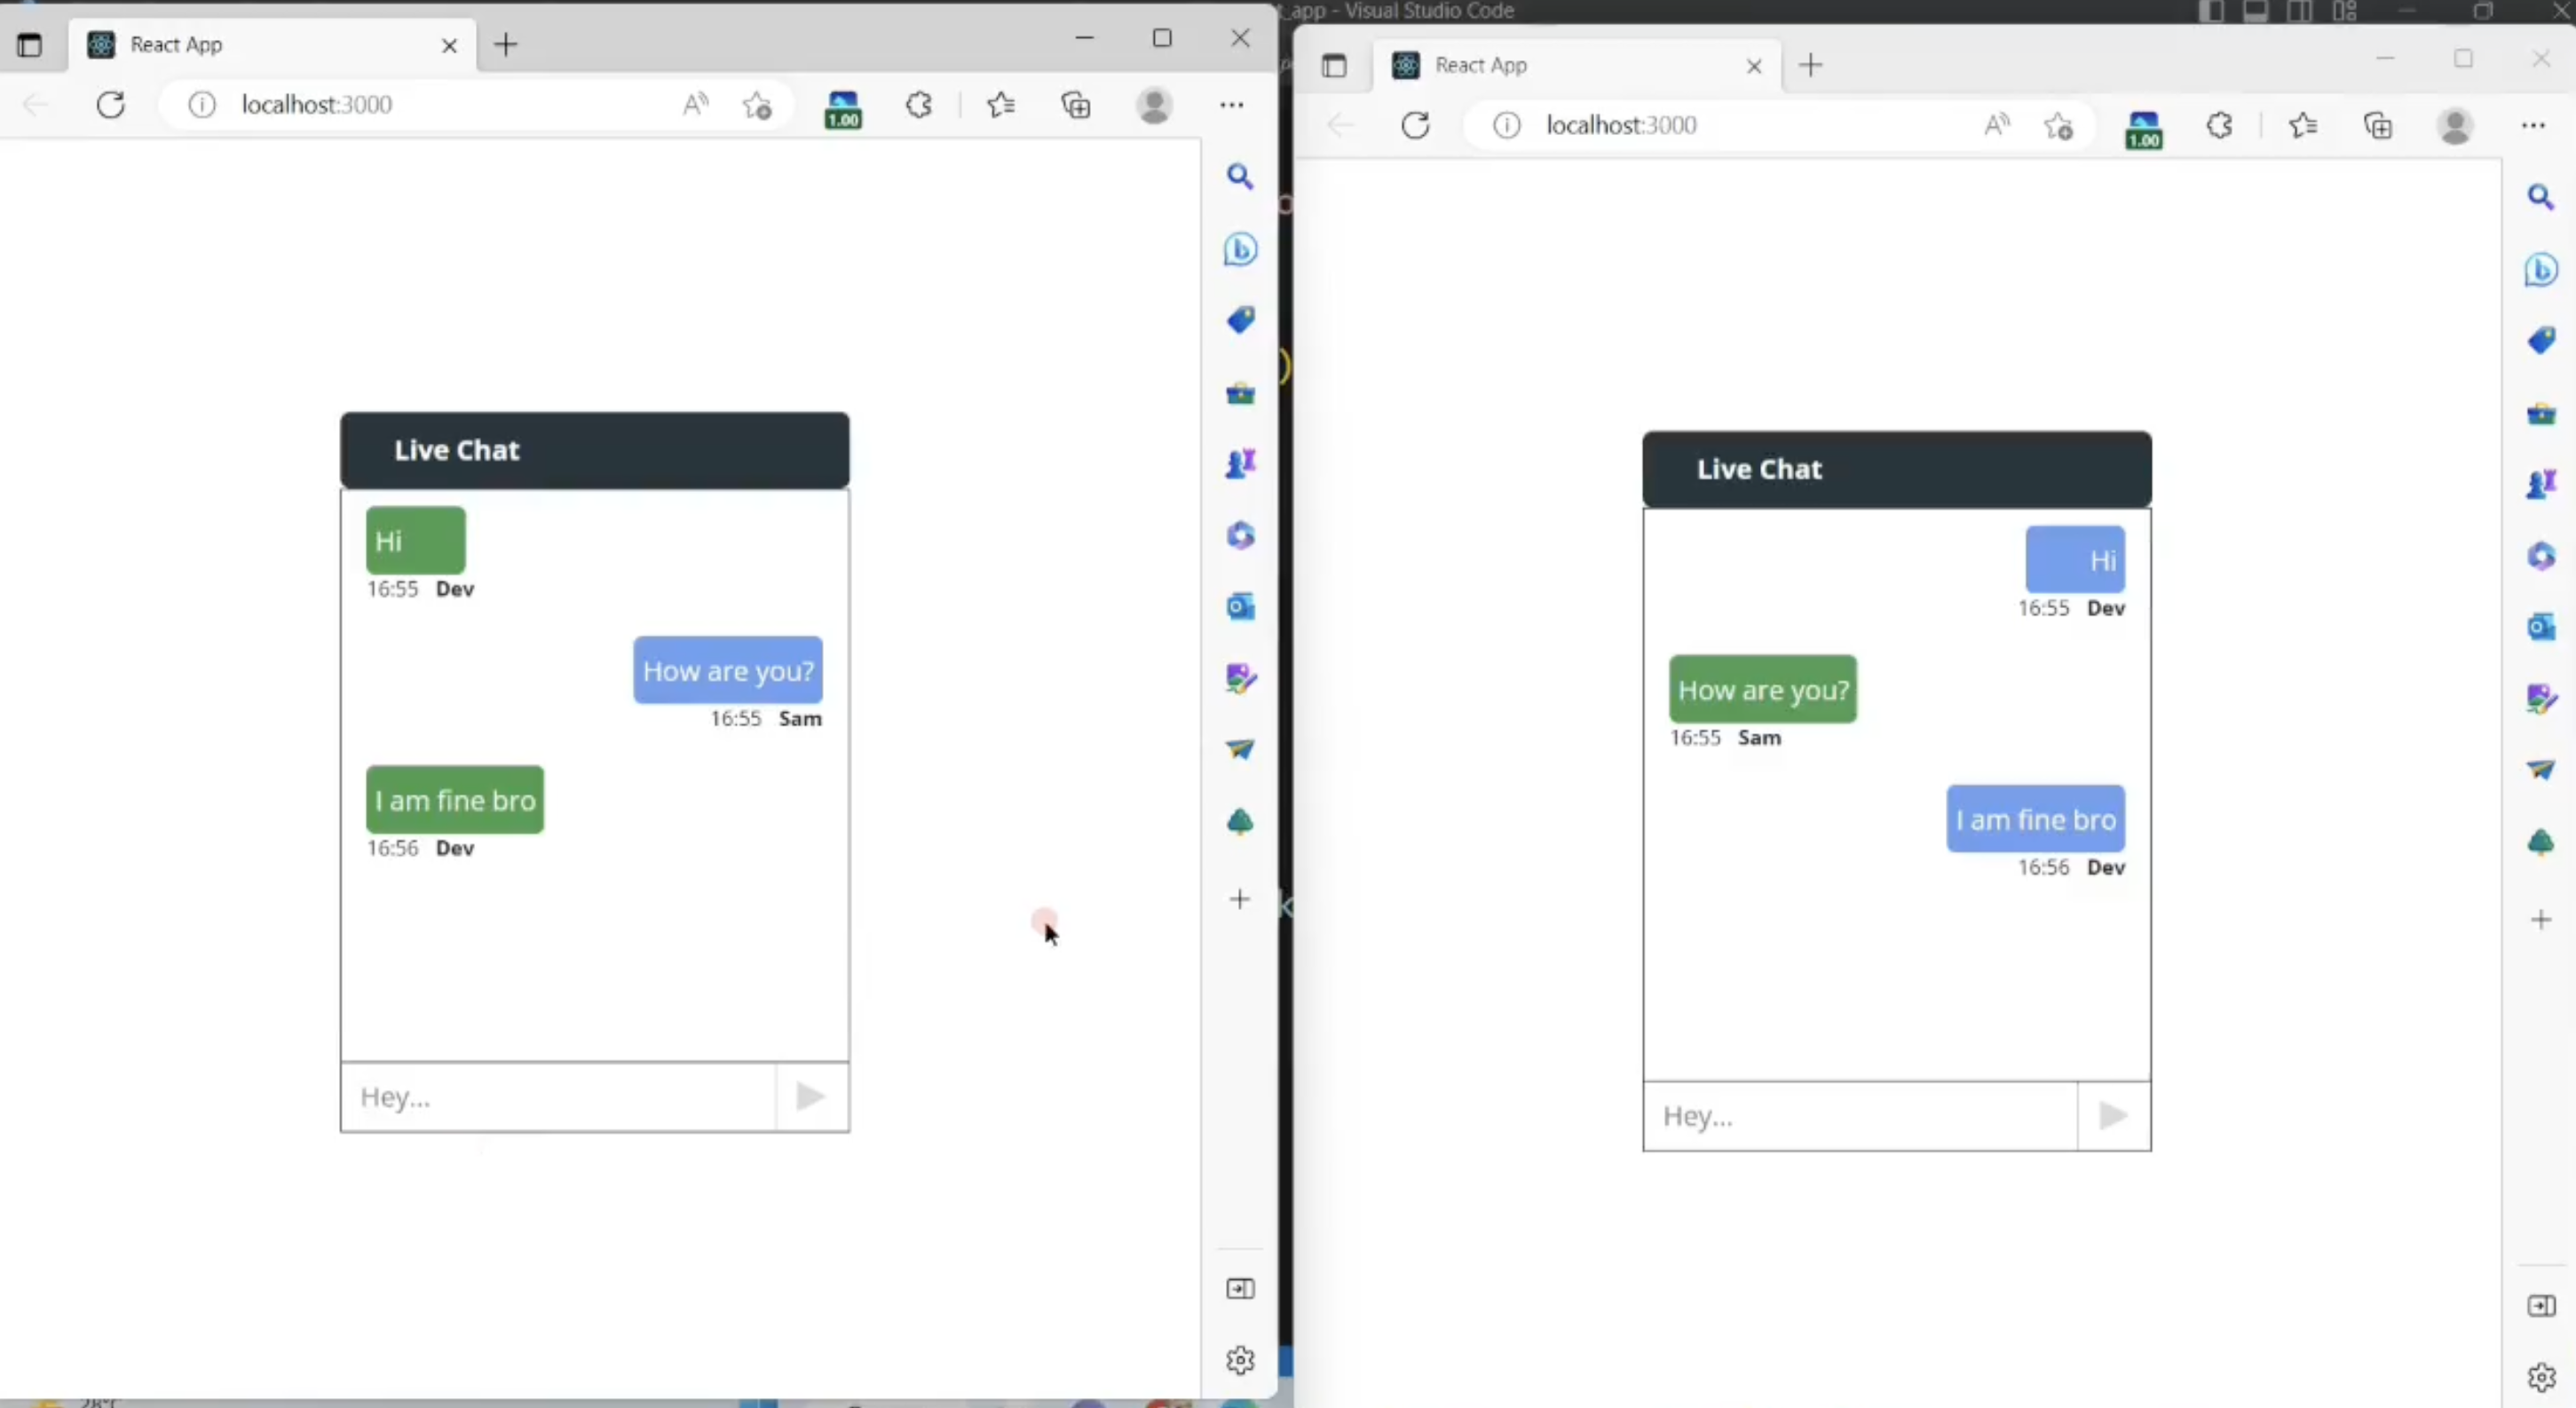 _app - Visual Studio Code
React App
localhost:3000
1.00
Live Chat
Hi
16:55 Dev
How are you?
16:55 Sam
I am fine bro
16:56 Dev
Hey...
React App
localhost:3000
1.00
Live Chat
Hi
16:55 Dev
How are you?
16:55 Sam
I am fine bro
16:56 Dev
Hey...